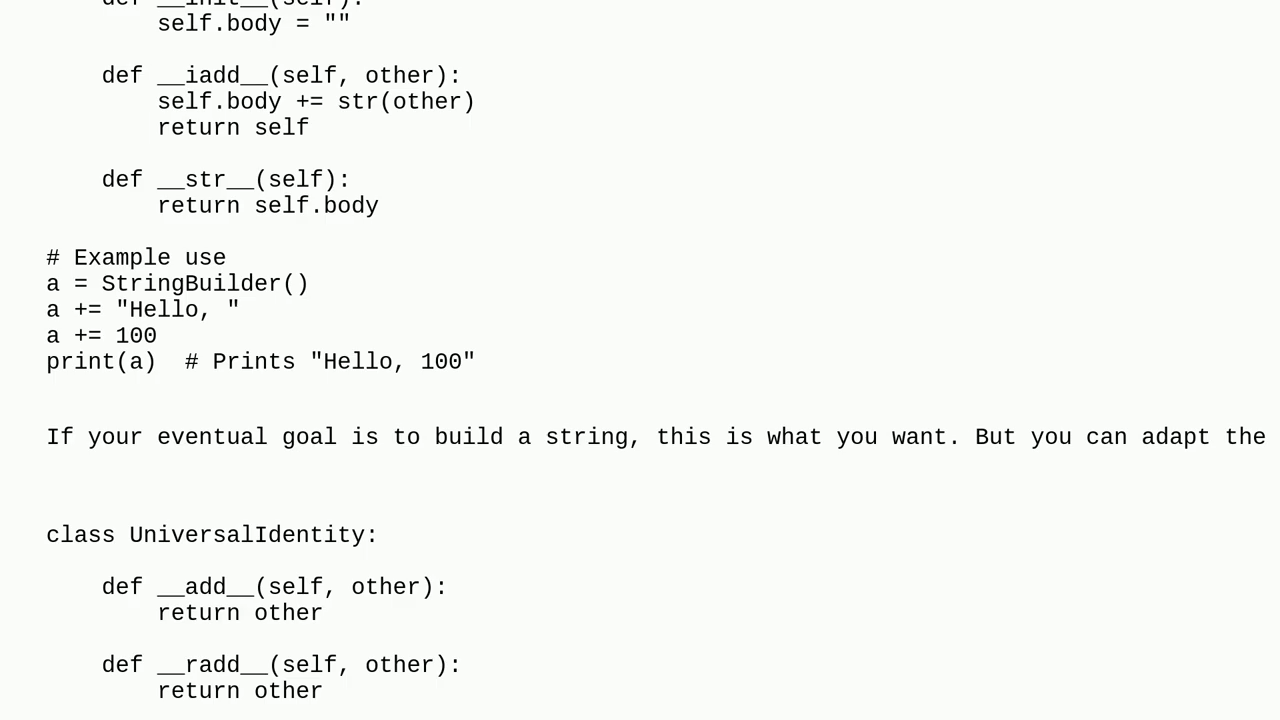 def __init__(self):
self.body = ""
def __iadd__(self, other):
self.body += str(other)
return self
def __str__(self):
return self.body
# Example use
a = StringBuilder()
a += "Hello, "
a += 100
print(a)  # Prints "Hello, 100"
If your eventual goal is to build a string, this is what you want. But you can adapt the
class UniversalIdentity:
def __add__(self, other):
return other
def __radd__(self, other):
return other